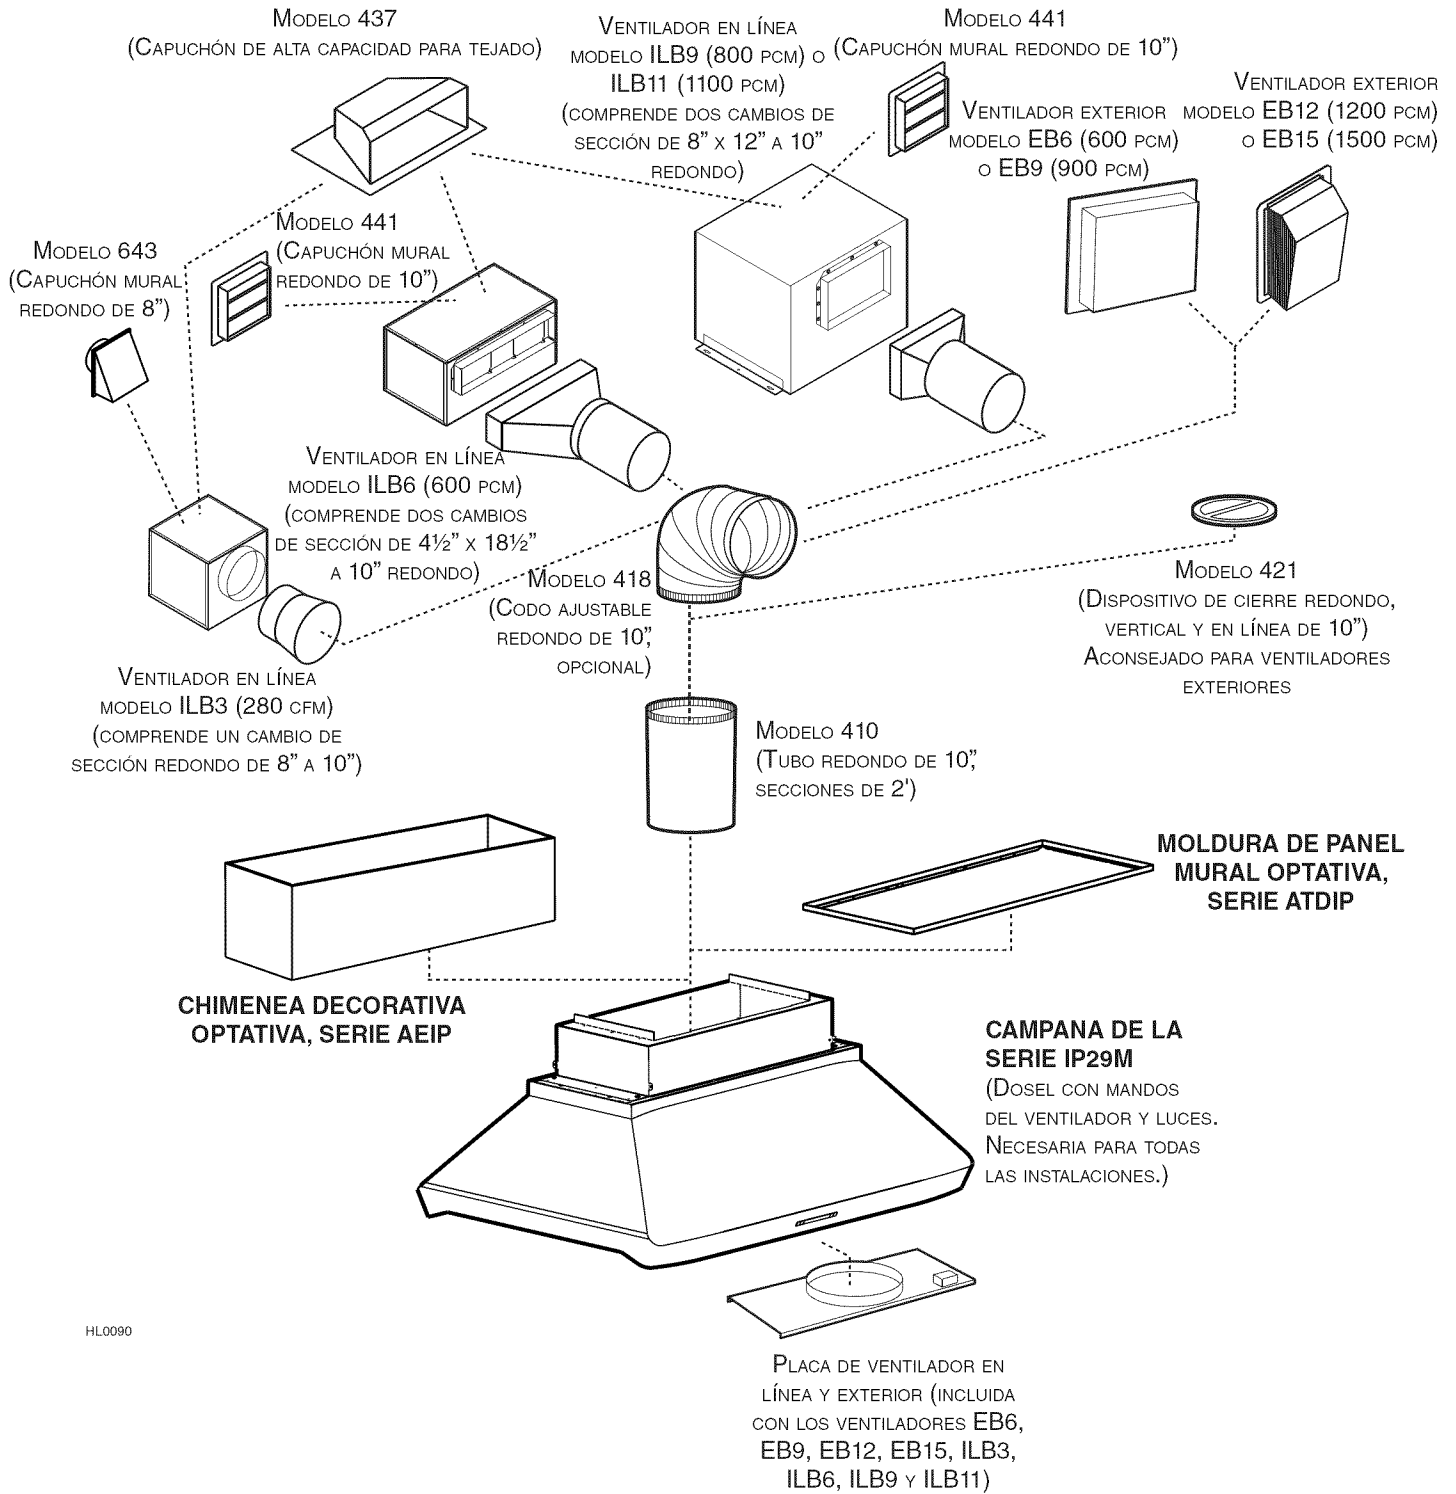 Modelo 437
(Capuchón de alta capacidad para tejado)
Ventilador en línea
modelo ILB9 (800 pcm) o
ILB11 (1100 pcm)
(comprende dos cambios de
sección de 8” x 12” a 10”
redondo)
Modelo 441
(Capuchón mural redondo de 10”)
Ventilador exterior
modelo EB6 (600 pcm)
o EB9 (900 pcm)
Ventilador exterior
modelo EB12 (1200 pcm)
o EB15 (1500 pcm)
Modelo 643
(Capuchón mural
redondo de 8”)
Modelo 441
(Capuchón mural
redondo de 10”)
Ventilador en línea
modelo ILB6 (600 pcm)
(comprende dos cambios
de sección de 4½” x 18½”
a 10” redondo)
Modelo 418
(Codo ajustable
redondo de 10”,
opcional)
Modelo 421
(Dispositivo de cierre redondo,
vertical y en línea de 10”)
Aconsejado para ventiladores
exteriores
Ventilador en línea
modelo ILB3 (280 cfm)
(comprende un cambio de
sección redondo de 8” a 10”)
Modelo 410
(Tubo redondo de 10”,
secciones de 2')
MOLDURA DE PANEL
MURAL OPTATIVA,
SERIE ATDIP
CHIMENEA DECORATIVA
OPTATIVA, SERIE AEIP
CAMPANA DE LA
SERIE IP29M
(Dosel con mandos
del ventilador y luces.
Necesaria para todas
las instalaciones.)
HL0090
Placa de ventilador en
línea y exterior (incluida
con los ventiladores EB6,
EB9, EB12, EB15, ILB3,
ILB6, ILB9 y ILB11)